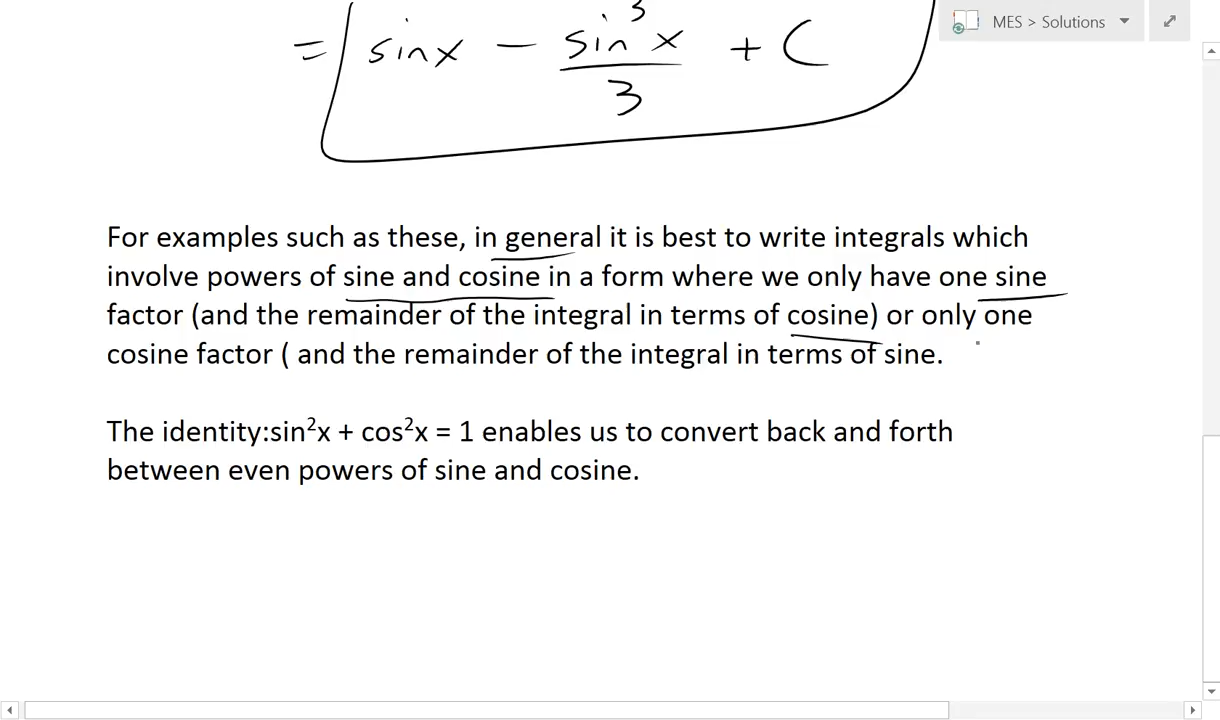 MES > Solutions
= sin x - sin³ x / 3 + C
For examples such as these, in general it is best to write integrals which
involve powers of sine and cosine in a form where we only have one sine
factor (and the remainder of the integral in terms of cosine) or only one
cosine factor ( and the remainder of the integral in terms of sine.
The identity:sin²x + cos²x = 1 enables us to convert back and forth
between even powers of sine and cosine.